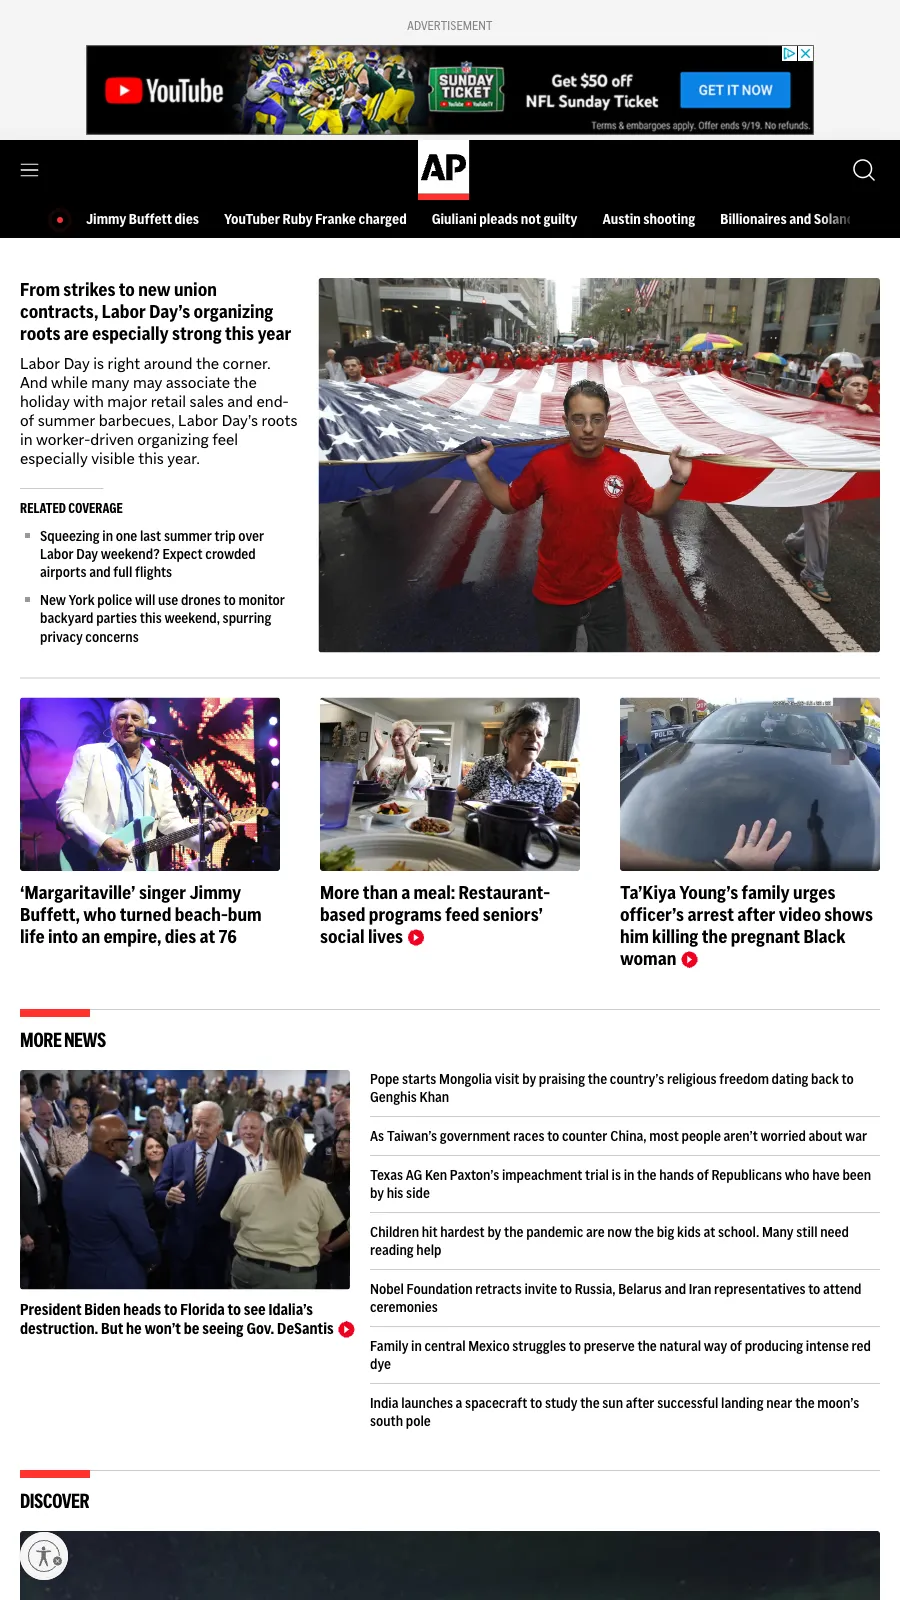 ADVERTISEMENT
YouTube
SUNDAY
TICKET
Get $50 off
NFL Sunday Ticket
GET IT NOW
Terms & embargoes apply. Offer ends 9/19. No refunds.
AP
Jimmy Buffett dies YouTuber Ruby Franke charged Giuliani pleads not guilty Austin shooting Billionaires and
From strikes to new union
contracts, Labor Day’s organizing
roots are especially strong this year
Labor Day is right around the corner.
And while many may associate the
holiday with major retail sales and end-
of summer barbecues, Labor Day’s roots
in worker-driven organizing feel
especially visible this year.
RELATED COVERAGE
Squeezing in one last summer trip over
Labor Day weekend? Expect crowded
airports and full flights
New York police will use drones to monitor
backyard parties this weekend, spurring
privacy concerns
‘Margaritaville’ singer Jimmy
Buffett, who turned beach-bum
life into an empire, dies at 76
More than a meal: Restaurant-
based programs feed seniors’
social lives
POLICE
Ta’Kiya Young’s family urges
officer’s arrest after video shows
him killing the pregnant Black
woman
MORE NEWS
President Biden heads to Florida to see Idalia’s
destruction. But he won’t be seeing Gov. DeSantis
Pope starts Mongolia visit by praising the country’s religious freedom dating back to
Genghis Khan
As Taiwan’s government races to counter China, most people aren’t worried about war
Texas AG Ken Paxton’s impeachment trial is in the hands of Republicans who have been
by his side
Children hit hardest by the pandemic are now the big kids at school. Many still need
reading help
Nobel Foundation retracts invite to Russia, Belarus and Iran representatives to attend
ceremonies
Family in central Mexico struggles to preserve the natural way of producing intense red
dye
India launches a spacecraft to study the sun after successful landing near the moon’s
south pole
DISCOVER